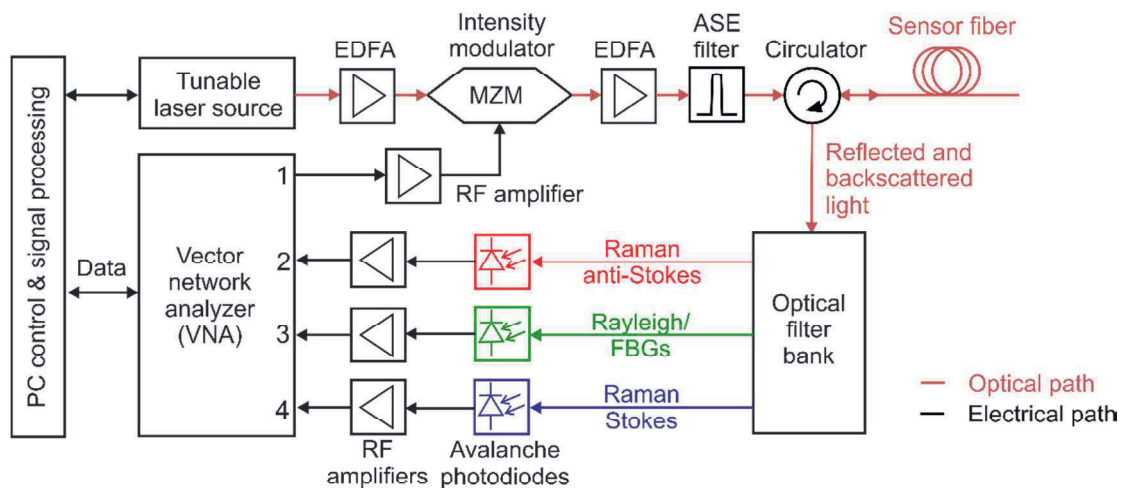 PC control & signal processing
Tunable
laser source
EDFA
Intensity
modulator
MZM
EDFA
ASE
filter
Circulator
Sensor fiber
Reflected and
backscattered
light
1
RF amplifier
Data
Vector
network
analyzer
(VNA)
2
3
4
Raman
anti-Stokes
Rayleigh/
FBGs
Raman
Stokes
Optical
filter
bank
RF
amplifiers
Avalanche
photodiodes
Optical path
Electrical path